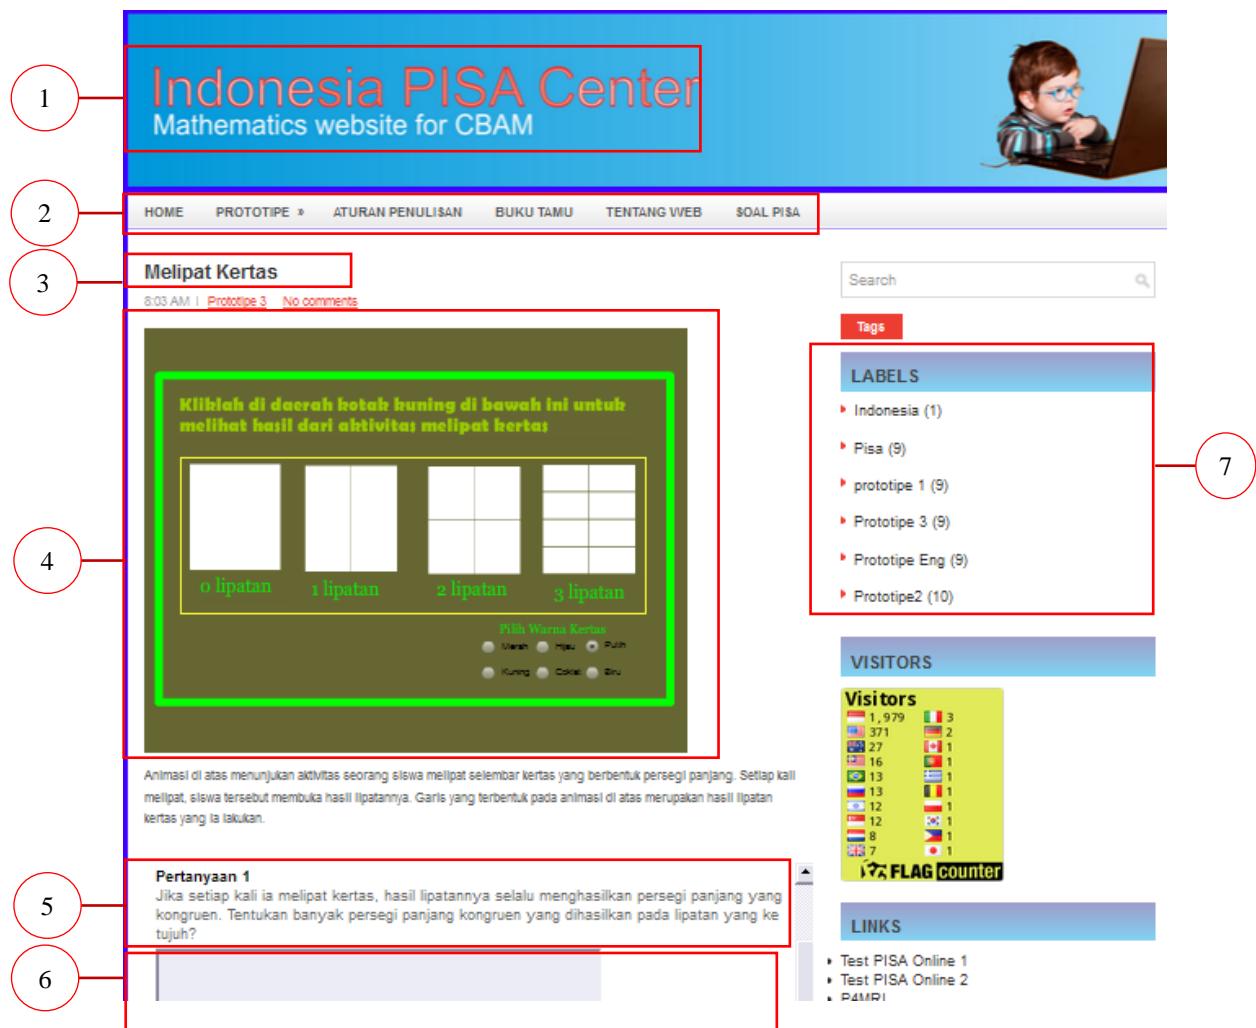 1
Indonesia PISA Center
Mathematics website for CBAM
2
HOME PROTOTIPE » ATURAN PENULISAN BUKU TAMU TENTANG WEB SOAL PISA
3
Melipat Kertas
8:03 AM | Prototipe 3 No comments
4
Kliklah di daerah kotak kuning di bawah ini untuk
melihat hasil dari aktivitas melipat kertas
0 lipatan 1 lipatan 2 lipatan 3 lipatan
Pilih Warna Kertas
Merah Hijau Putih
Kuning Coklat Biru
Animasi di atas menunjukan aktivitas seorang siswa melipat selembar kertas yang berbentuk persegi panjang. Setiap kali
melipat, siswa tersebut membuka hasil lipatannya. Garis yang terbentuk pada animasi di atas merupakan hasil lipatan
kertas yang ia lakukan.
5
Pertanyaan 1
Jika setiap kali ia melipat kertas, hasil lipatannya selalu menghasilkan persegi panjang yang
kongruen. Tentukan banyak persegi panjang kongruen yang dihasilkan pada lipatan yang ke
tujuh?
6
Search
Tags
LABELS
Indonesia (1)
Pisa (9)
prototipe 1 (9)
Prototipe 3 (9)
Prototipe Eng (9)
Prototipe2 (10)
7
VISITORS
Visitors
1,979 3
371 2
27 1
16 1
13 1
13 1
12 1
12 1
8 1
7 1
FLAG counter
LINKS
Test PISA Online 1
Test PISA Online 2
P4MRI